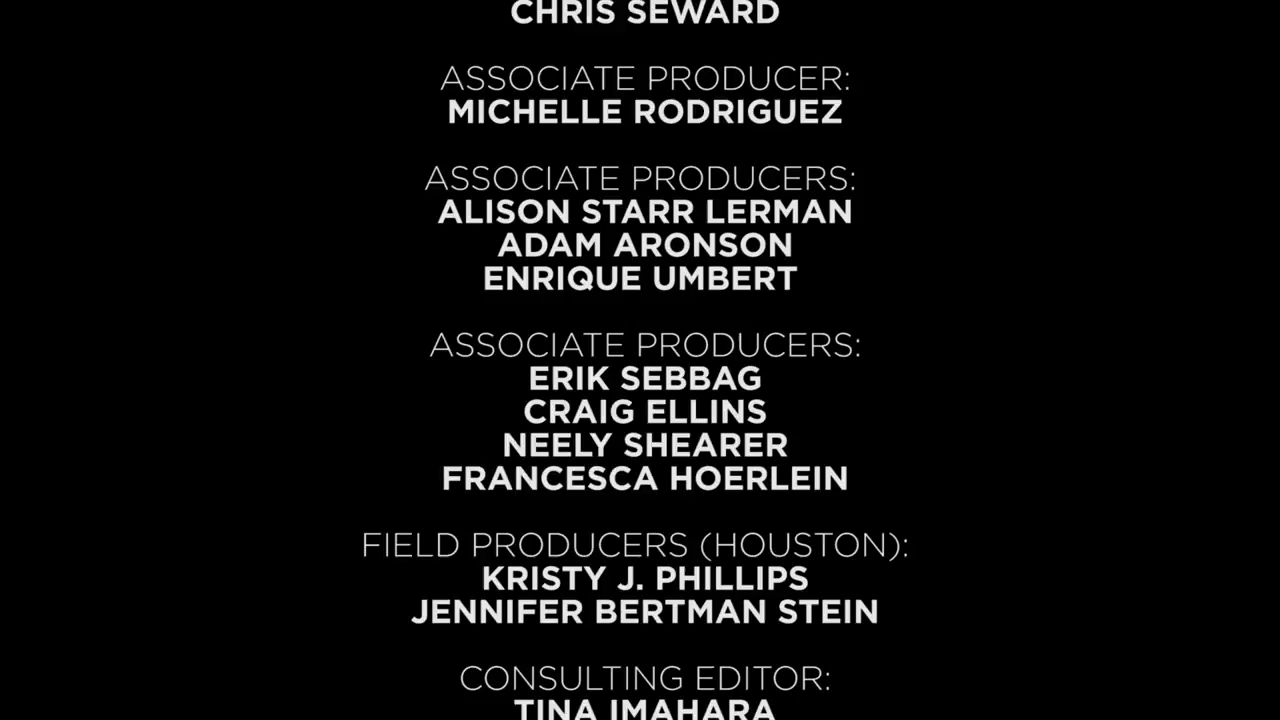 CHRIS SEWARD
ASSOCIATE PRODUCER:
MICHELLE RODRIGUEZ
ASSOCIATE PRODUCERS:
ALISON STARR LERMAN
ADAM ARONSON
ENRIQUE UMBERT
ASSOCIATE PRODUCERS:
ERIK SEBBAG
CRAIG ELLINS
NEELY SHEARER
FRANCESCA HOERLEIN
FIELD PRODUCERS (HOUSTON):
KRISTY J. PHILLIPS
JENNIFER BERTMAN STEIN
CONSULTING EDITOR:
TINA IMAHARA